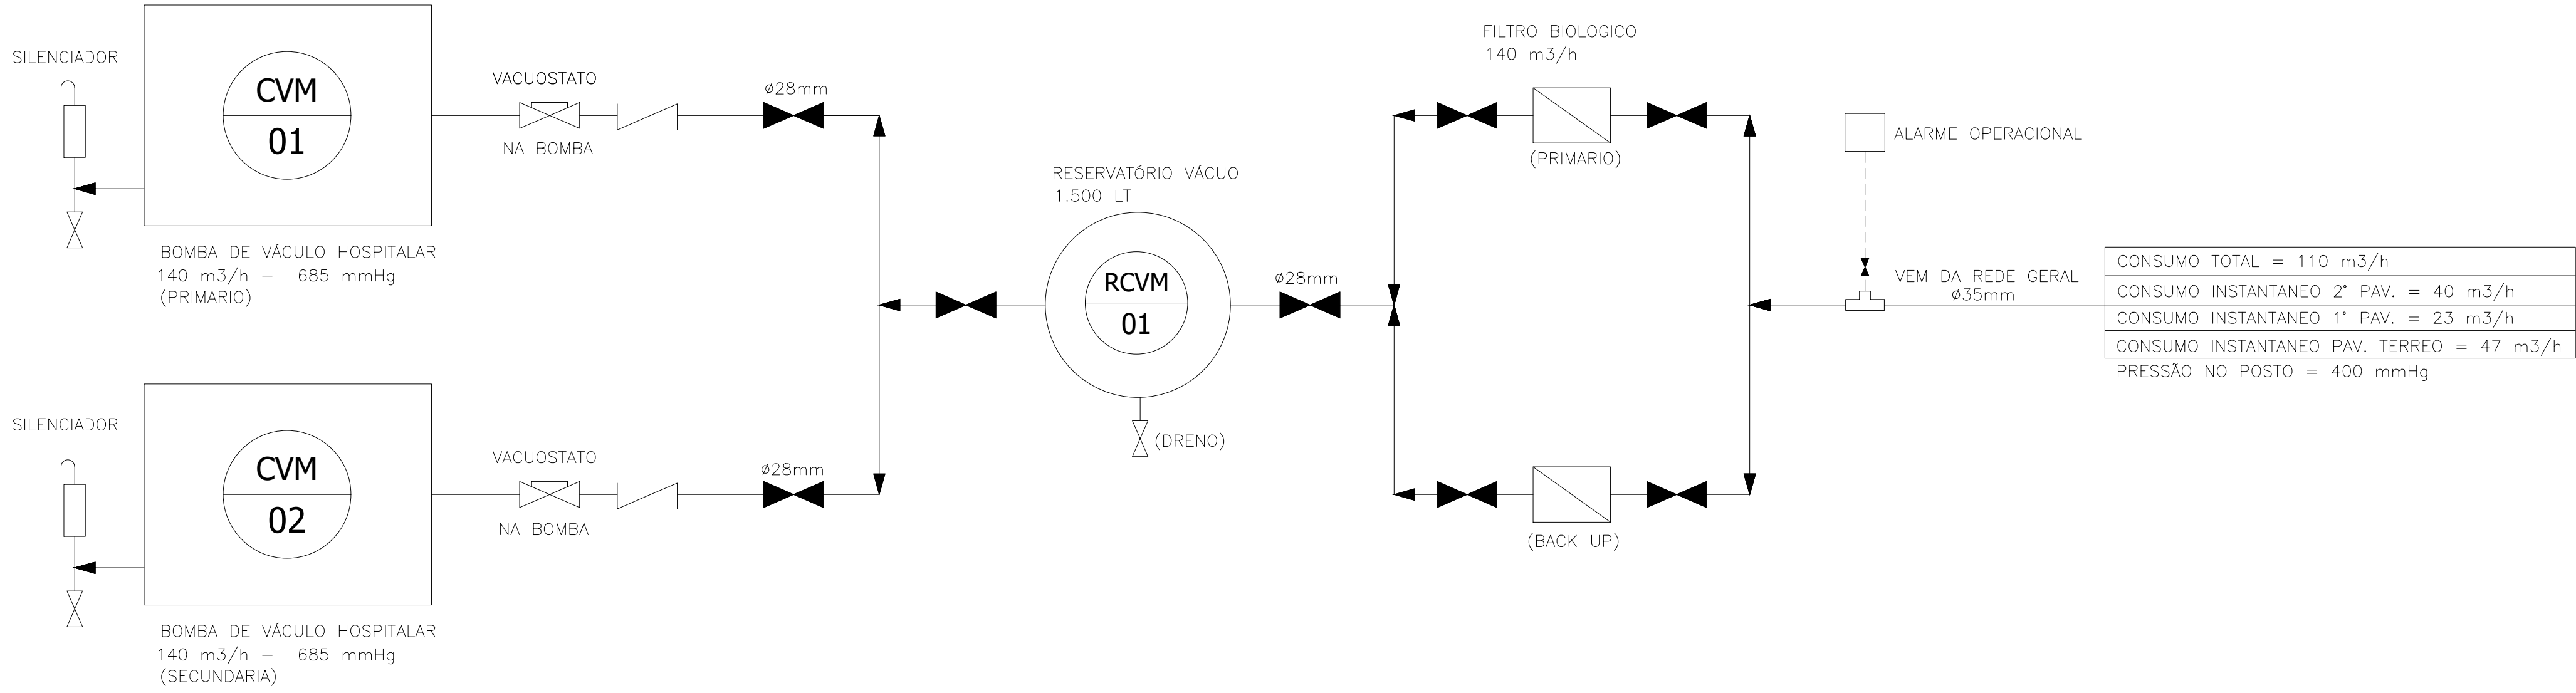 SILENCIADOR
CVM
01
BOMBA DE VÁCULO HOSPITALAR
140 m3/h - 685 mmHg
(PRIMARIO)
VACUOSTATO
NA BOMBA
ø28mm
SILENCIADOR
CVM
02
BOMBA DE VÁCULO HOSPITALAR
140 m3/h - 685 mmHg
(SECUNDARIA)
VACUOSTATO
NA BOMBA
ø28mm
RESERVATÓRIO VÁCUO
1.500 LT
RCVM
01
(DRENO)
ø28mm
FILTRO BIOLOGICO
140 m3/h
(PRIMARIO)
(BACK UP)
ALARME OPERACIONAL
VEM DA REDE GERAL
ø35mm
CONSUMO TOTAL = 110 m3/h
CONSUMO INSTANTANEO 2° PAV. = 40 m3/h
CONSUMO INSTANTANEO 1° PAV. = 23 m3/h
CONSUMO INSTANTANEO PAV. TERREO = 47 m3/h
PRESSÃO NO POSTO = 400 mmHg